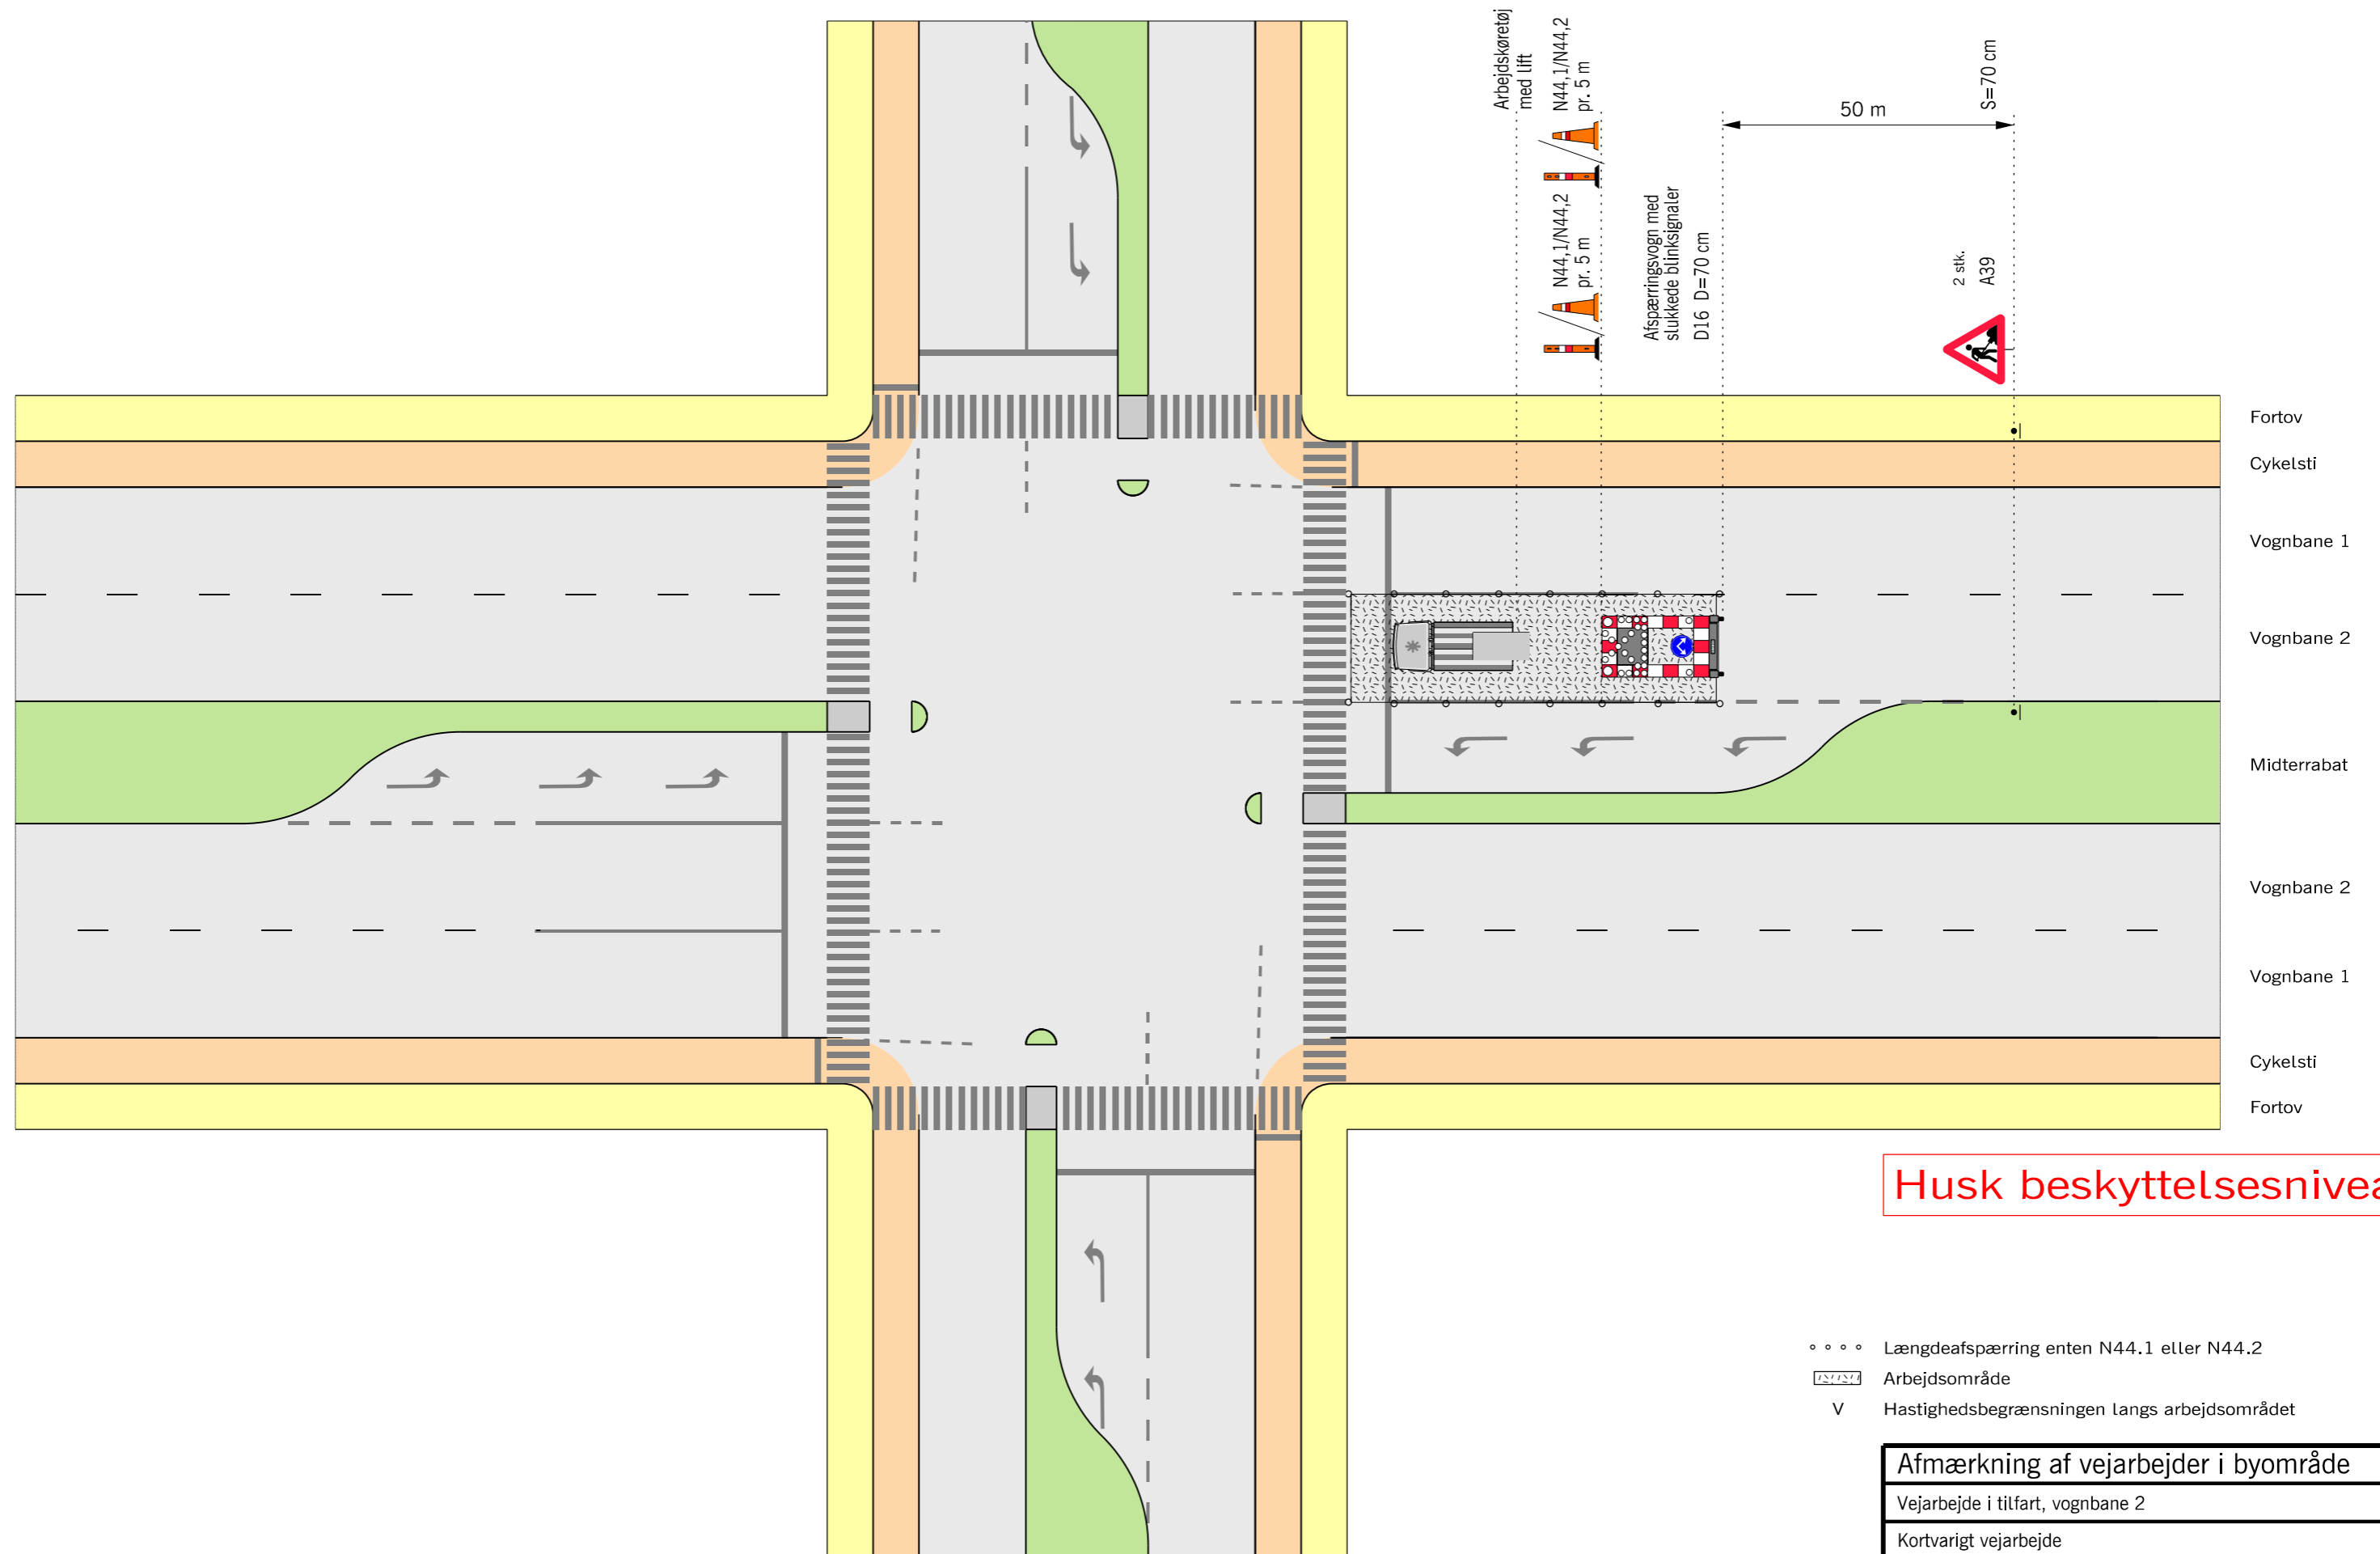 Arbejdskøretøj
med lift
N44,1/N44,2
pr. 5 m
N44,1/N44,2
pr. 5 m
Afspærringsvogn med
slukkede blinksignaler
D16 D=70 cm
50 m
S=70 cm
2 stk.
A39
Fortov
Cykelsti
Vognbane 1
Vognbane 2
Midterrabat
Vognbane 2
Vognbane 1
Cykelsti
Fortov
Husk beskyttelsesnivea
Længdeafspærring enten N44.1 eller N44.2
Arbejdsområde
V Hastighedsbegrænsningen langs arbejdsområdet
Afmærkning af vejarbejder i byområde
Vejarbejde i tilfart, vognbane 2
Kortvarigt vejarbejde